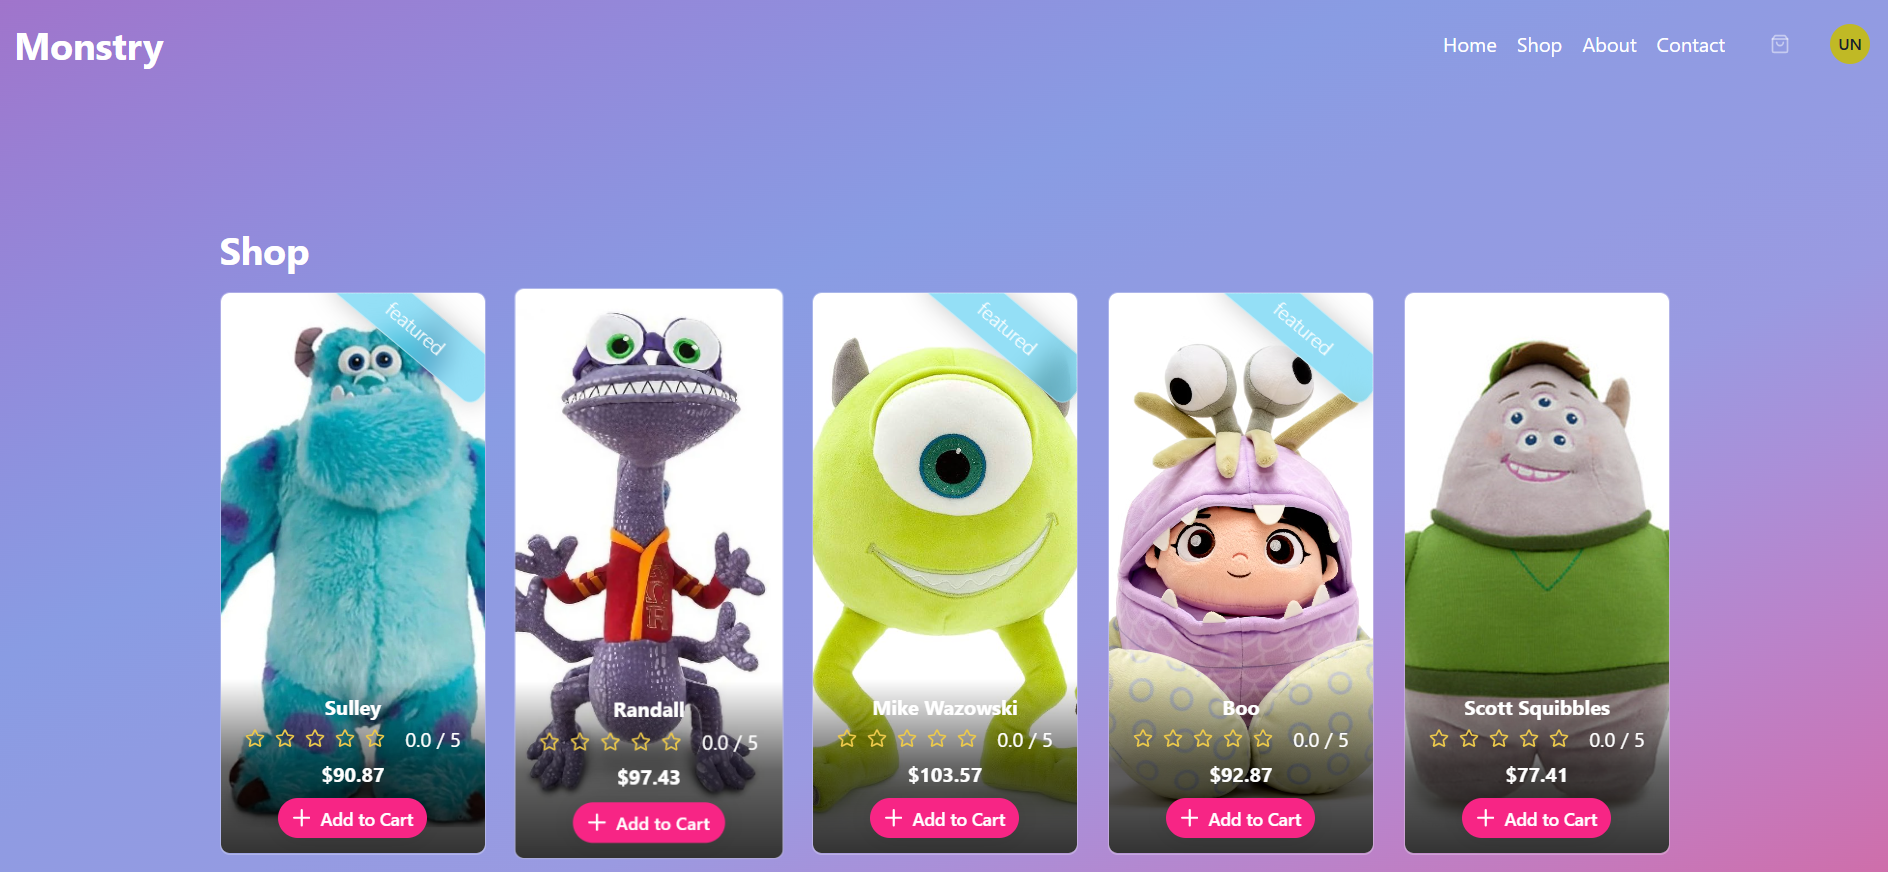 Monstry
Home Shop About Contact
UN
Shop
featured
Sulley
0.0 / 5
$90.87
Add to Cart
Randall
0.0 / 5
$97.43
Add to Cart
featured
Mike Wazowski
0.0 / 5
$103.57
Add to Cart
featured
Boo
0.0 / 5
$92.87
Add to Cart
Scott Squibbles
0.0 / 5
$77.41
Add to Cart